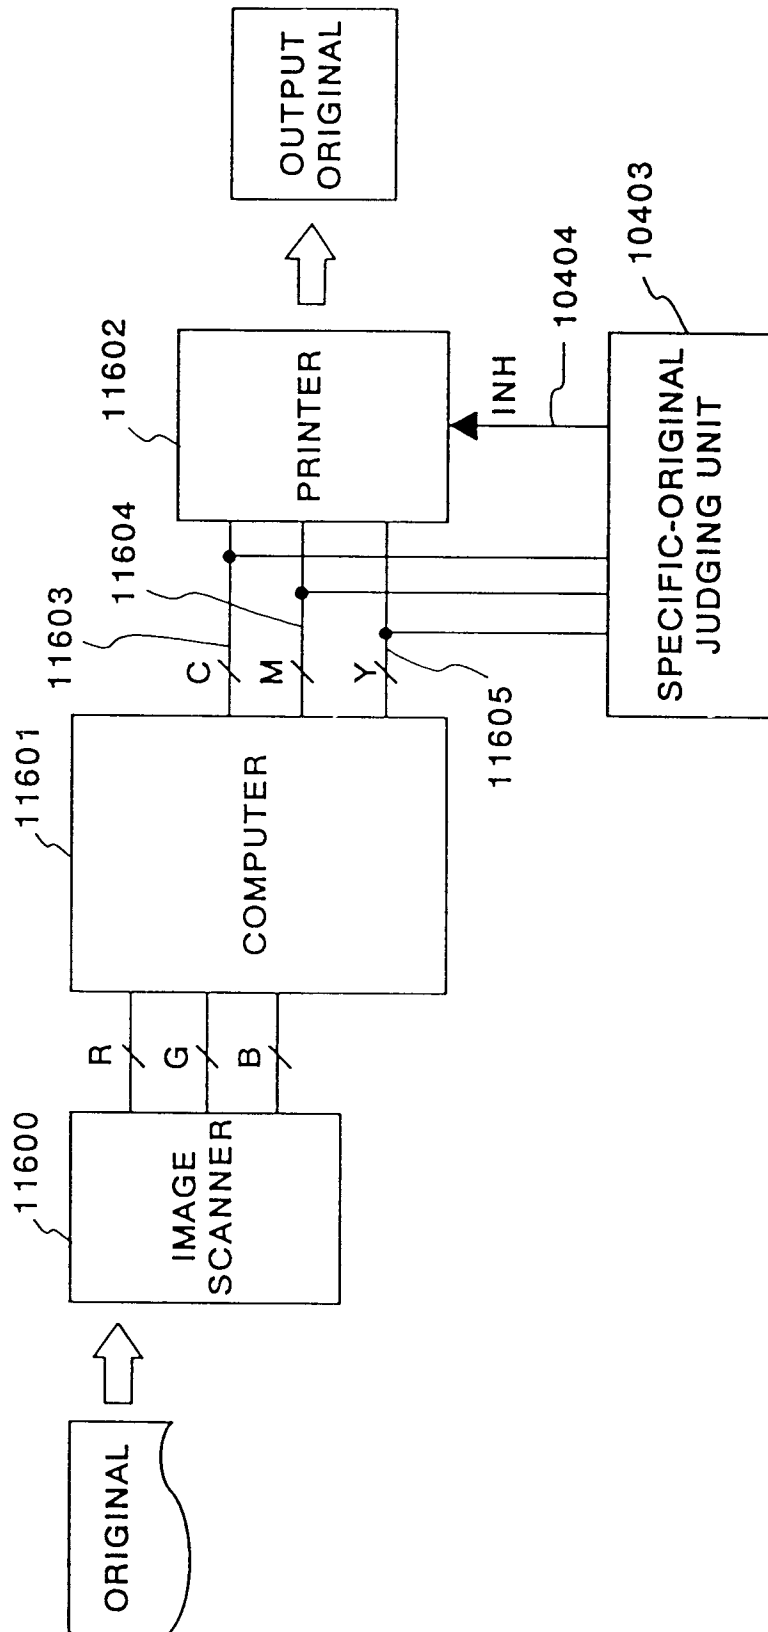 ORIGINAL
11600
IMAGE
SCANNER
R
G
B
11601
COMPUTER
11603
11604
C
M
Y
11605
11602
PRINTER
INH
10404
10403
SPECIFIC-ORIGINAL
JUDGING UNIT
OUTPUT
ORIGINAL